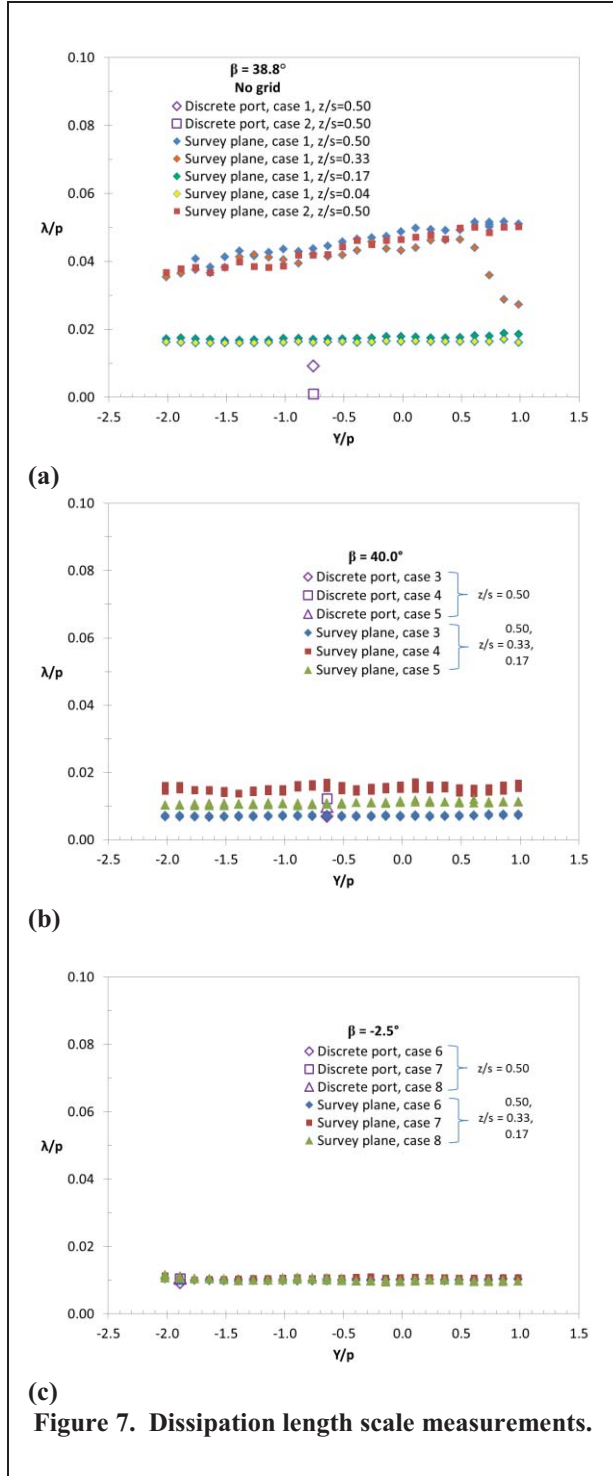 0.10
β = 38.8°
No grid
Discrete port, case 1, z/s=0.50
Discrete port, case 2, z/s=0.50
0.08
Survey plane, case 1, z/s=0.50
Survey plane, case 1, z/s=0.33
Survey plane, case 1, z/s=0.17
0.06
Survey plane, case 1, z/s=0.04
Survey plane, case 2, z/s=0.50
λ/p
0.04
0.02
0.00
-2.5 -2.0 -1.5 -1.0 -0.5 0.0 0.5 1.0 1.5
Y/p
(a)
0.10
β = 40.0°
Discrete port, case 3
0.08
Discrete port, case 4
z/s = 0.50
Discrete port, case 5
Survey plane, case 3
0.50,
0.06
Survey plane, case 4
z/s = 0.33,
Survey plane, case 5
0.17
λ/p
0.04
0.02
0.00
-2.5 -2.0 -1.5 -1.0 -0.5 0.0 0.5 1.0 1.5
Y/p
(b)
0.10
β = -2.5°
Discrete port, case 6
0.08
Discrete port, case 7
z/s = 0.50
Discrete port, case 8
Survey plane, case 6
0.50,
0.06
Survey plane, case 7
z/s = 0.33,
Survey plane, case 8
0.17
λ/p
0.04
0.02
0.00
-2.5 -2.0 -1.5 -1.0 -0.5 0.0 0.5 1.0 1.5
Y/p
(c)
Figure 7. Dissipation length scale measurements.